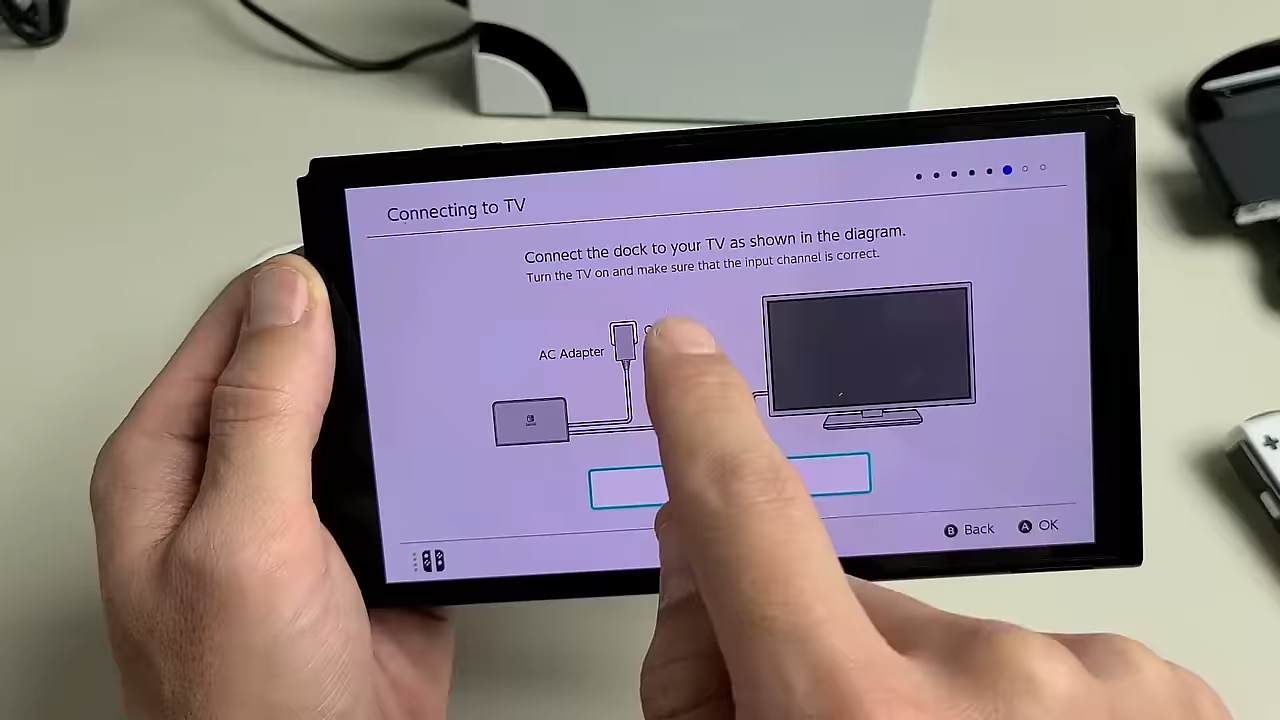 Connecting to TV
Connect the dock to your TV as shown in the diagram.
Turn the TV on and make sure that the input channel is correct.
AC Adapter
B Back
A OK